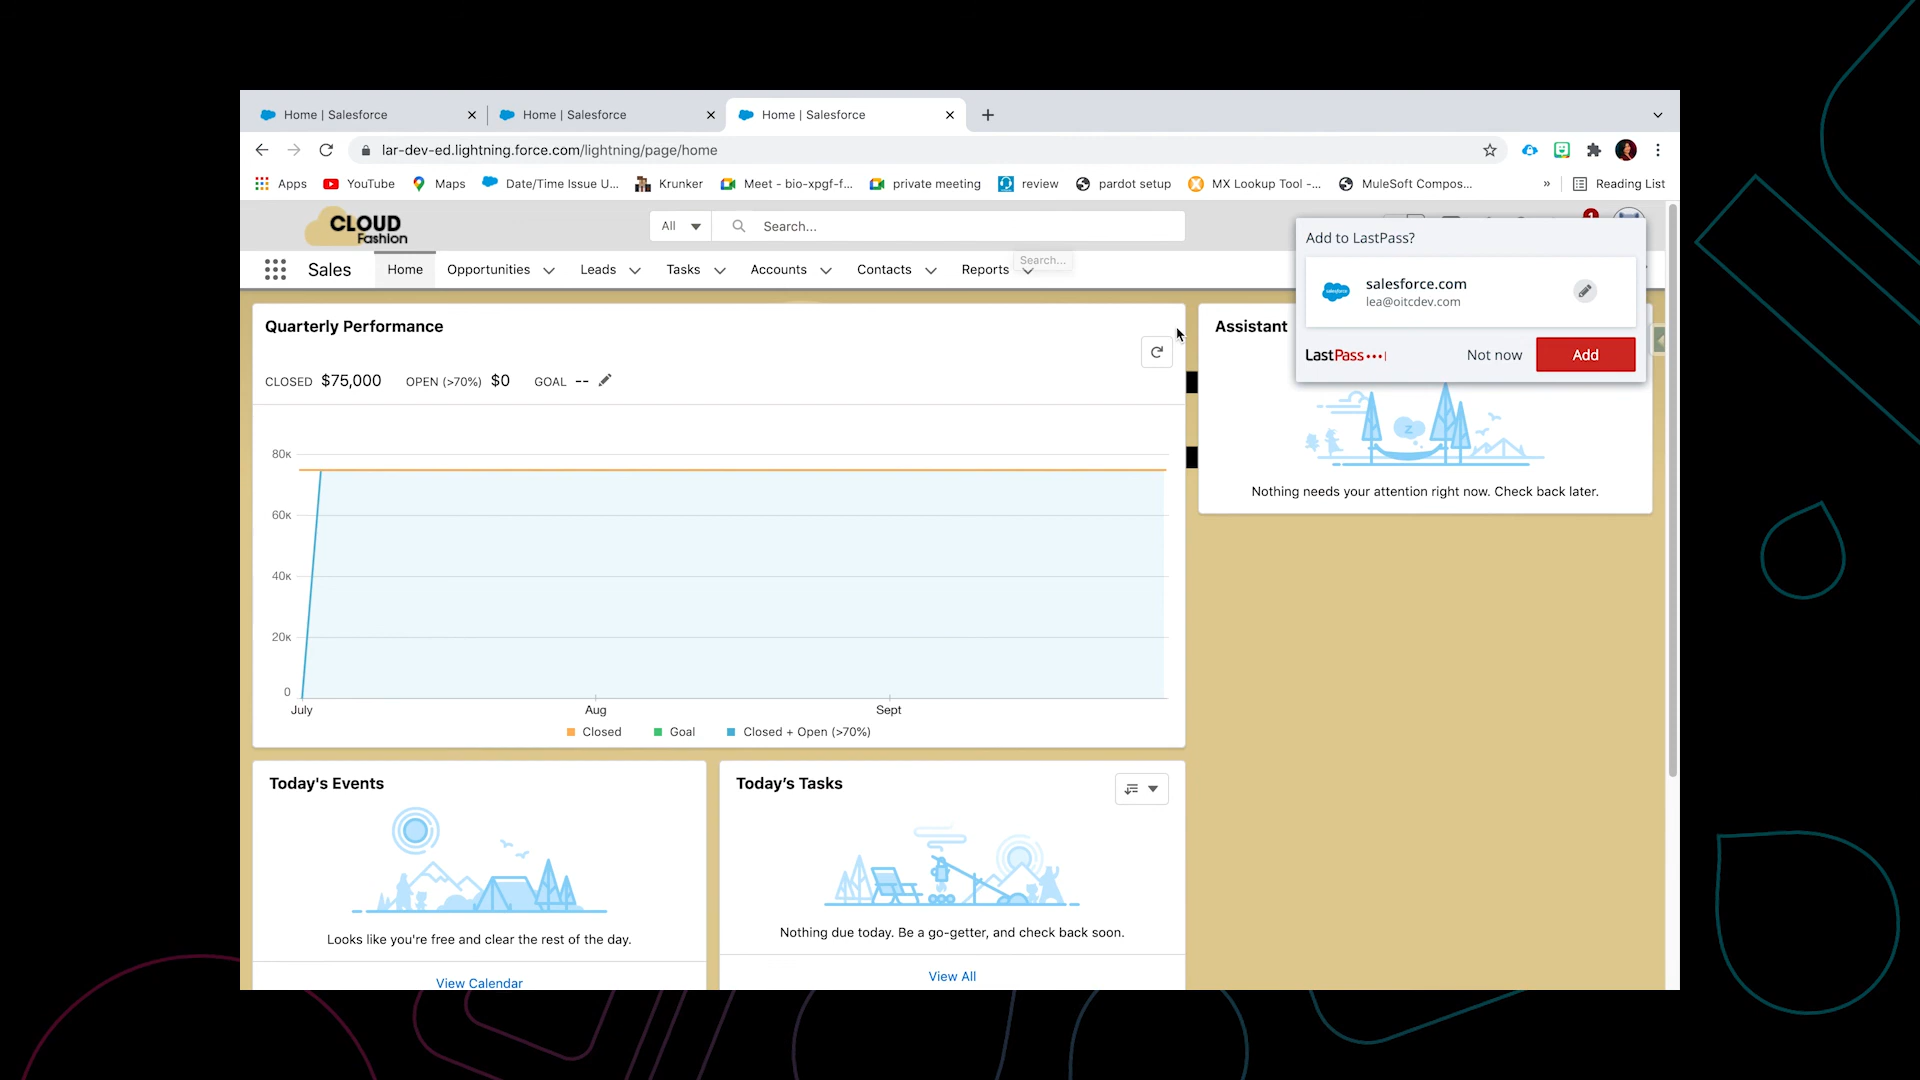 Home | Salesforce
Home | Salesforce
Home | Salesforce
lar-dev-ed.lightning.force.com/lightning/page/home
Apps
YouTube
Maps
Date/Time Issue U...
Krunker
Meet - bio-xpgf-f...
private meeting
review
pardot setup
MX Lookup Tool -...
MuleSoft Compos...
»
Reading List
CLOUD
Fashion
All
Search...
1
Sales
Home
Opportunities
Leads
Tasks
Accounts
Contacts
Reports
Search...
Add to LastPass?
salesforce
salesforce.com
lea@oitcdev.com
LastPass
Not now
Add
Quarterly Performance
CLOSED $75,000 OPEN (>70%) $0 GOAL --
80K
60K
40K
20K
0
July
Aug
Sept
Closed
Goal
Closed + Open (>70%)
Assistant
z
Nothing needs your attention right now. Check back later.
Today's Events
Looks like you're free and clear the rest of the day.
View Calendar
Today's Tasks
Nothing due today. Be a go-getter, and check back soon.
View All